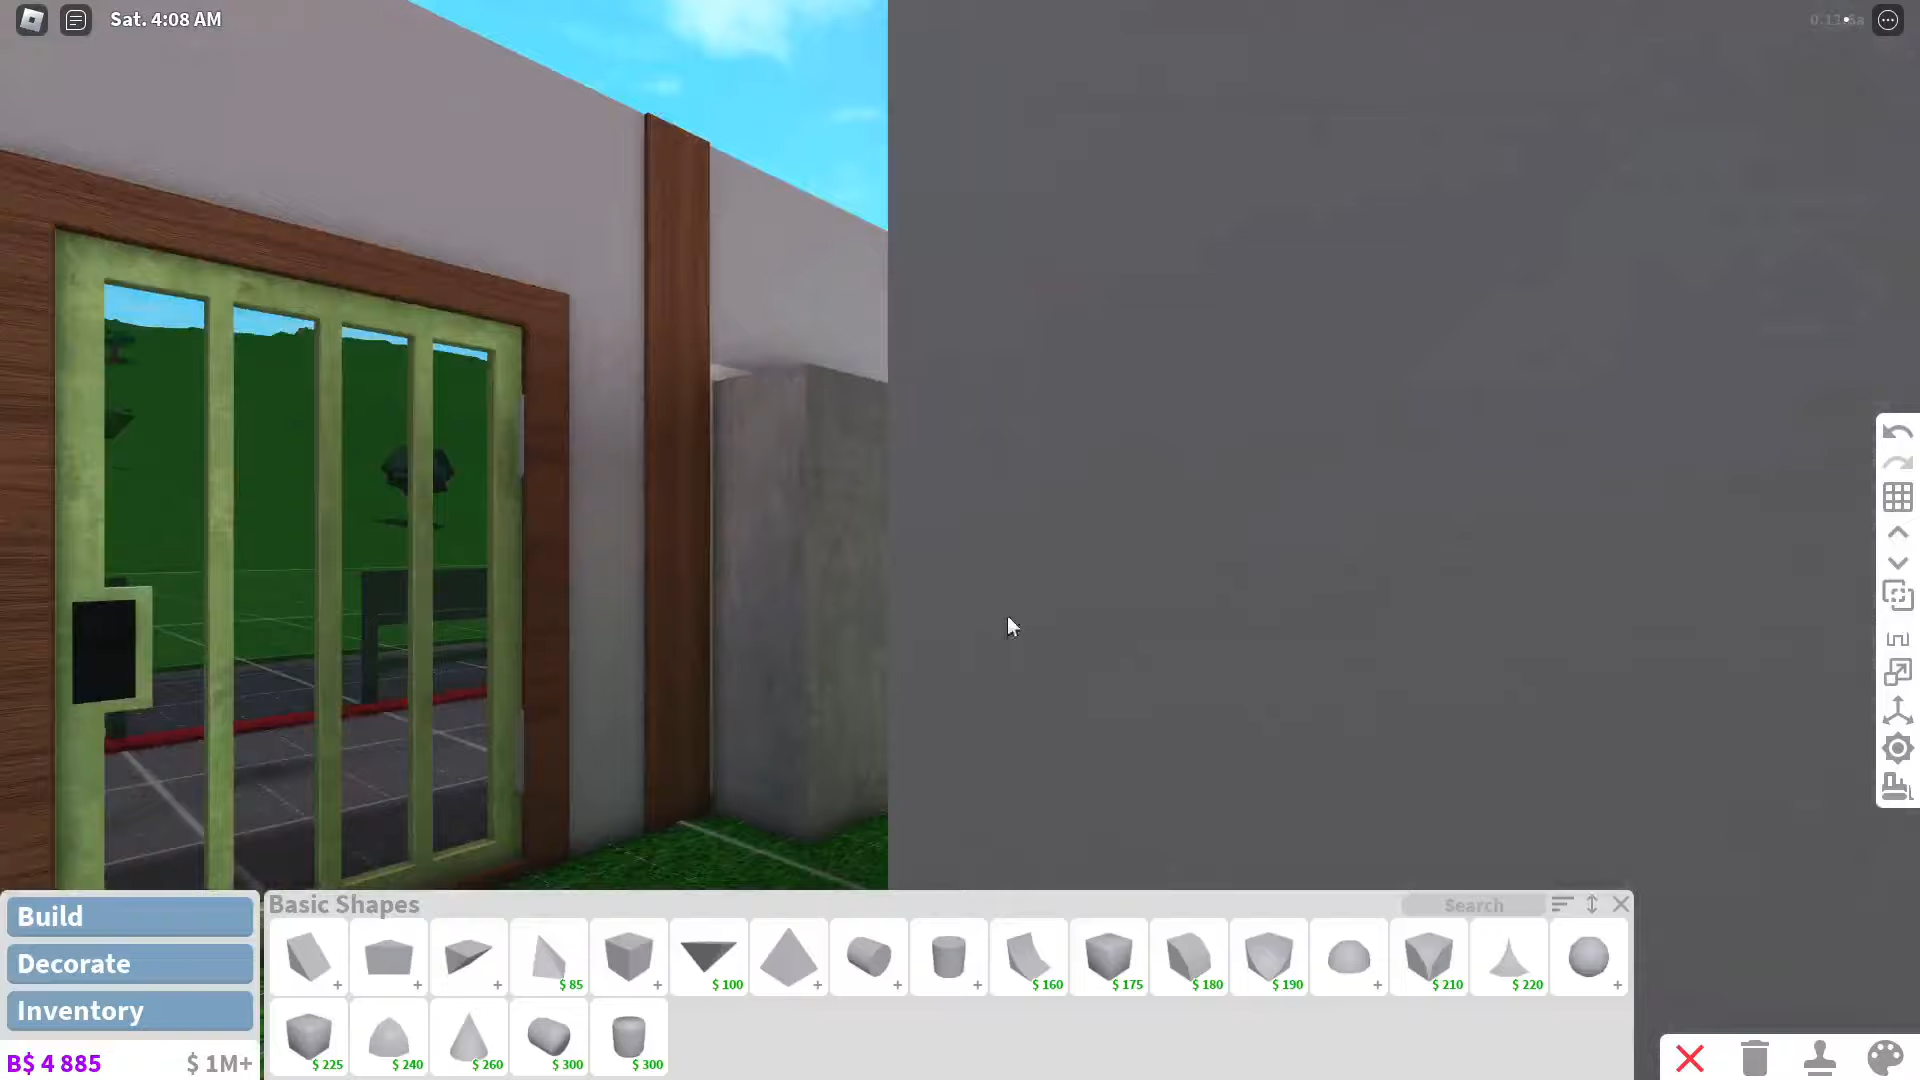 Sat. 4:08 AM
Build
Decorate
Inventory
B$ 4 885
$ 1M+
Basic Shapes
Search
+ + + $ 85 + $ 100 + + + $ 160 $ 175 $ 180 $ 190 + $ 210 $ 220 +
$ 225 $ 240 $ 260 $ 300 $ 300